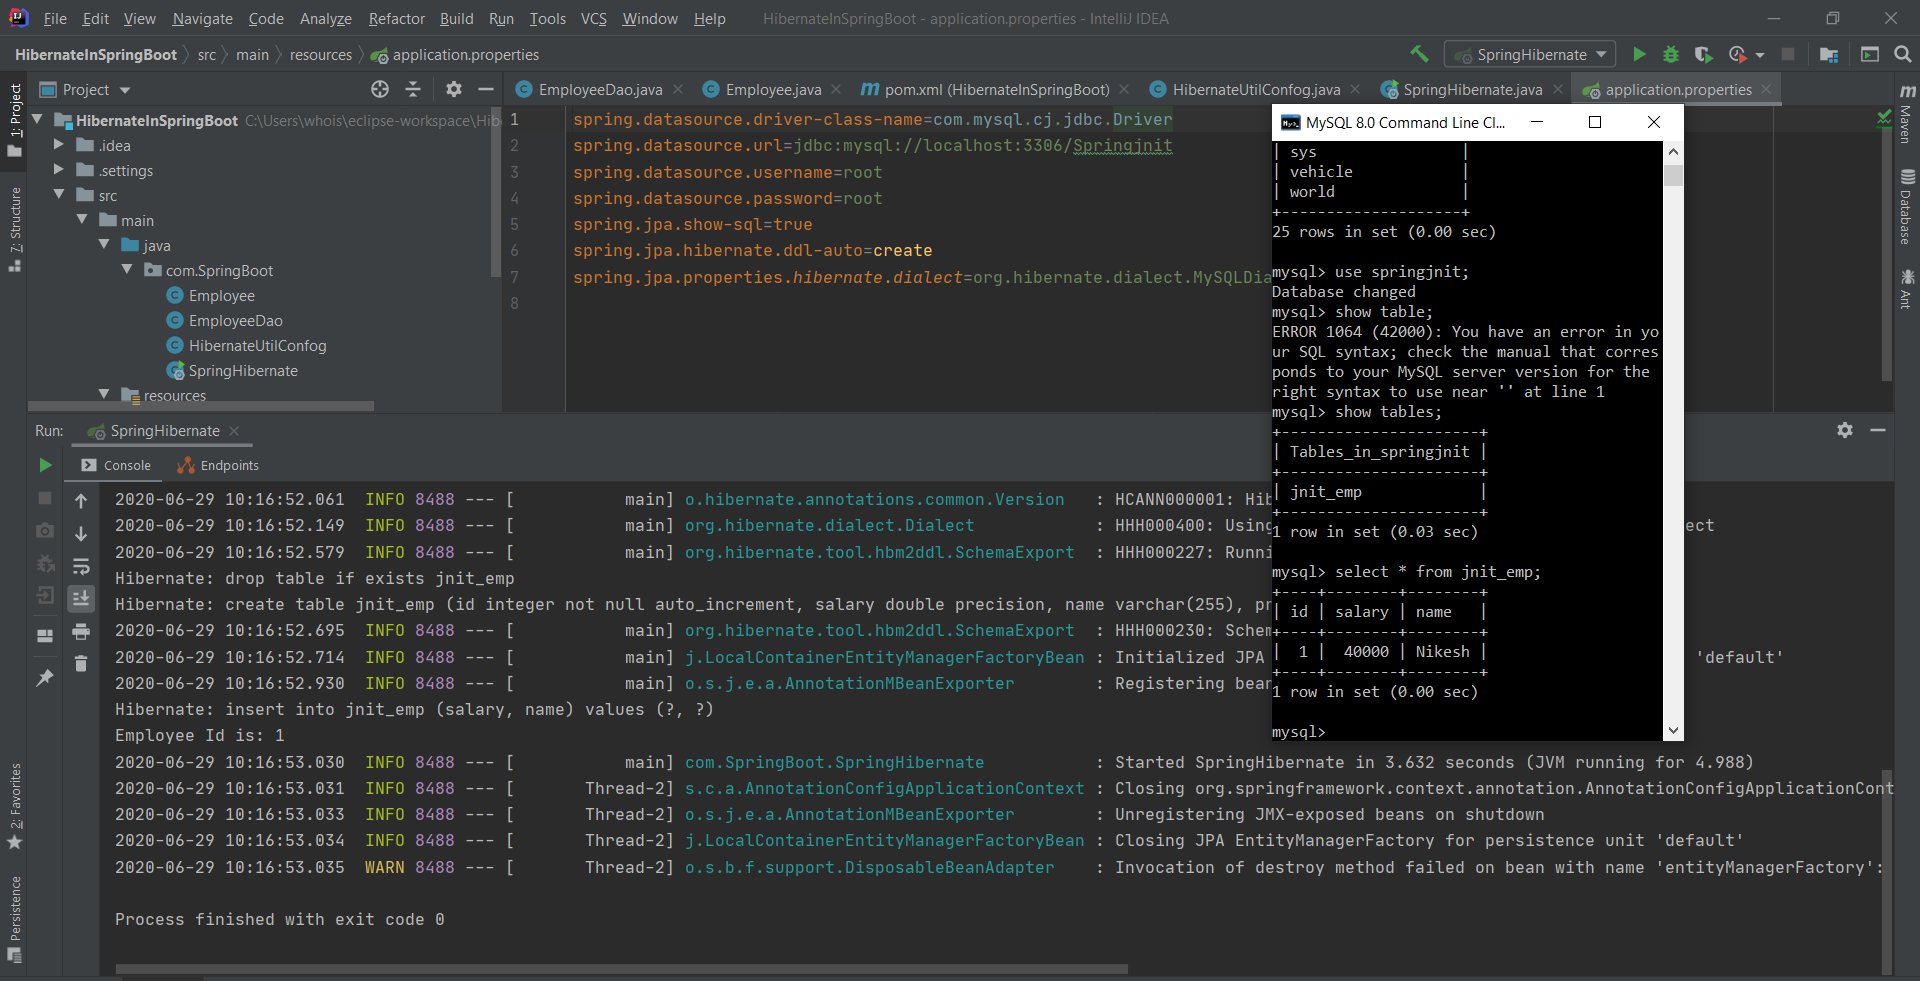 File Edit View Navigate Code Analyze Refactor Build Run Tools VCS Window Help HibernateInSpringBoot - application.properties - IntelliJ IDEA
HibernateInSpringBoot src main resources application.properties SpringHibernate
Project EmployeeDao.java Employee.java pom.xml (HibernateInSpringBoot) HibernateUtilConfog.java SpringHibernate.java application.properties
1: Project
7: Structure
2: Favorites
Persistence
Maven
Database
Ant
HibernateInSpringBoot C:\Users\whois\eclipse-workspace\Hib
.idea
.settings
src
main
java
com.SpringBoot
Employee
EmployeeDao
HibernateUtilConfog
SpringHibernate
resources
1 spring.datasource.driver-class-name=com.mysql.cj.jdbc.Driver
2 spring.datasource.url=jdbc:mysql://localhost:3306/Springjnit
3 spring.datasource.username=root
4 spring.datasource.password=root
5 spring.jpa.show-sql=true
6 spring.jpa.hibernate.ddl-auto=create
7 spring.jpa.properties.hibernate.dialect=org.hibernate.dialect.MySQLDia
8
MySQL 8.0 Command Line Cl...
| sys                |
| vehicle            |
| world              |
+--------------------+
25 rows in set (0.00 sec)
mysql> use springjnit;
Database changed
mysql> show table;
ERROR 1064 (42000): You have an error in yo
ur SQL syntax; check the manual that corres
ponds to your MySQL server version for the
right syntax to use near '' at line 1
mysql> show tables;
+----------------------+
| Tables_in_springjnit |
+----------------------+
| jnit_emp             |
+----------------------+
1 row in set (0.03 sec)
mysql> select * from jnit_emp;
+----+--------+--------+
| id | salary | name   |
+----+--------+--------+
|  1 |  40000 | Nikesh |
+----+--------+--------+
1 row in set (0.00 sec)
mysql>
Run: SpringHibernate
Console Endpoints
2020-06-29 10:16:52.061  INFO 8488 --- [           main] o.hibernate.annotations.common.Version   : HCANN000001: Hib
2020-06-29 10:16:52.149  INFO 8488 --- [           main] org.hibernate.dialect.Dialect            : HHH000400: Using ect
2020-06-29 10:16:52.579  INFO 8488 --- [           main] org.hibernate.tool.hbm2ddl.SchemaExport  : HHH000227: Runni
Hibernate: drop table if exists jnit_emp
Hibernate: create table jnit_emp (id integer not null auto_increment, salary double precision, name varchar(255), pr
2020-06-29 10:16:52.695  INFO 8488 --- [           main] org.hibernate.tool.hbm2ddl.SchemaExport  : HHH000230: Schem
2020-06-29 10:16:52.714  INFO 8488 --- [           main] j.LocalContainerEntityManagerFactoryBean : Initialized JPA 'default'
2020-06-29 10:16:52.930  INFO 8488 --- [           main] o.s.j.e.a.AnnotationMBeanExporter        : Registering bean
Hibernate: insert into jnit_emp (salary, name) values (?, ?)
Employee Id is: 1
2020-06-29 10:16:53.030  INFO 8488 --- [           main] com.SpringBoot.SpringHibernate           : Started SpringHibernate in 3.632 seconds (JVM running for 4.988)
2020-06-29 10:16:53.031  INFO 8488 --- [       Thread-2] s.c.a.AnnotationConfigApplicationContext : Closing org.springframework.context.annotation.AnnotationConfigApplicationCont
2020-06-29 10:16:53.033  INFO 8488 --- [       Thread-2] o.s.j.e.a.AnnotationMBeanExporter        : Unregistering JMX-exposed beans on shutdown
2020-06-29 10:16:53.034  INFO 8488 --- [       Thread-2] j.LocalContainerEntityManagerFactoryBean : Closing JPA EntityManagerFactory for persistence unit 'default'
2020-06-29 10:16:53.035  WARN 8488 --- [       Thread-2] o.s.b.f.support.DisposableBeanAdapter    : Invocation of destroy method failed on bean with name 'entityManagerFactory':
Process finished with exit code 0